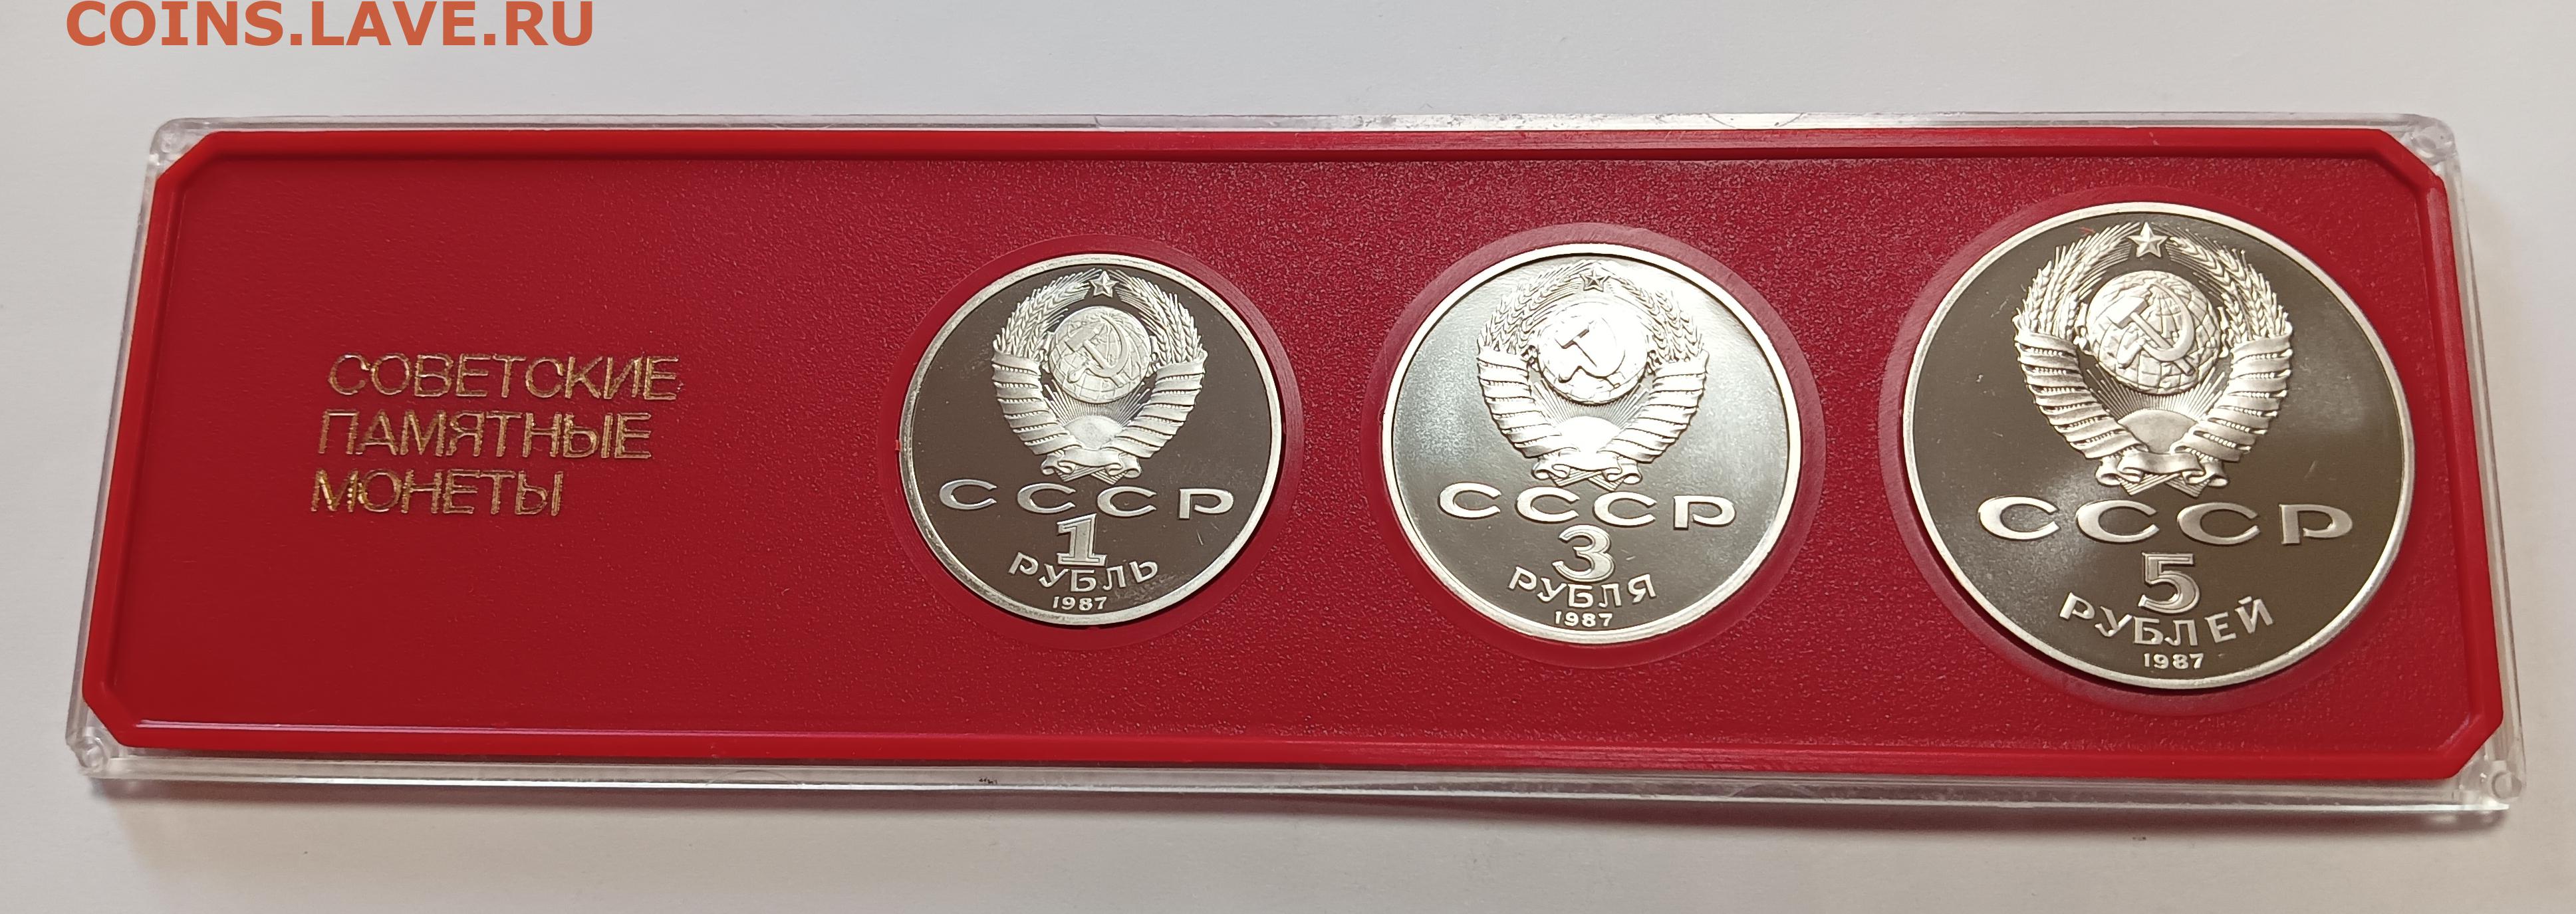 COINS.LAVE.RU
СОВЕТСКИЕ
ПАМЯТНЫЕ
МОНЕТЫ
СССР
1
РУБЛЬ
1987
СССР
3
РУБЛЯ
1987
СССР
5
РУБЛЕЙ
1987